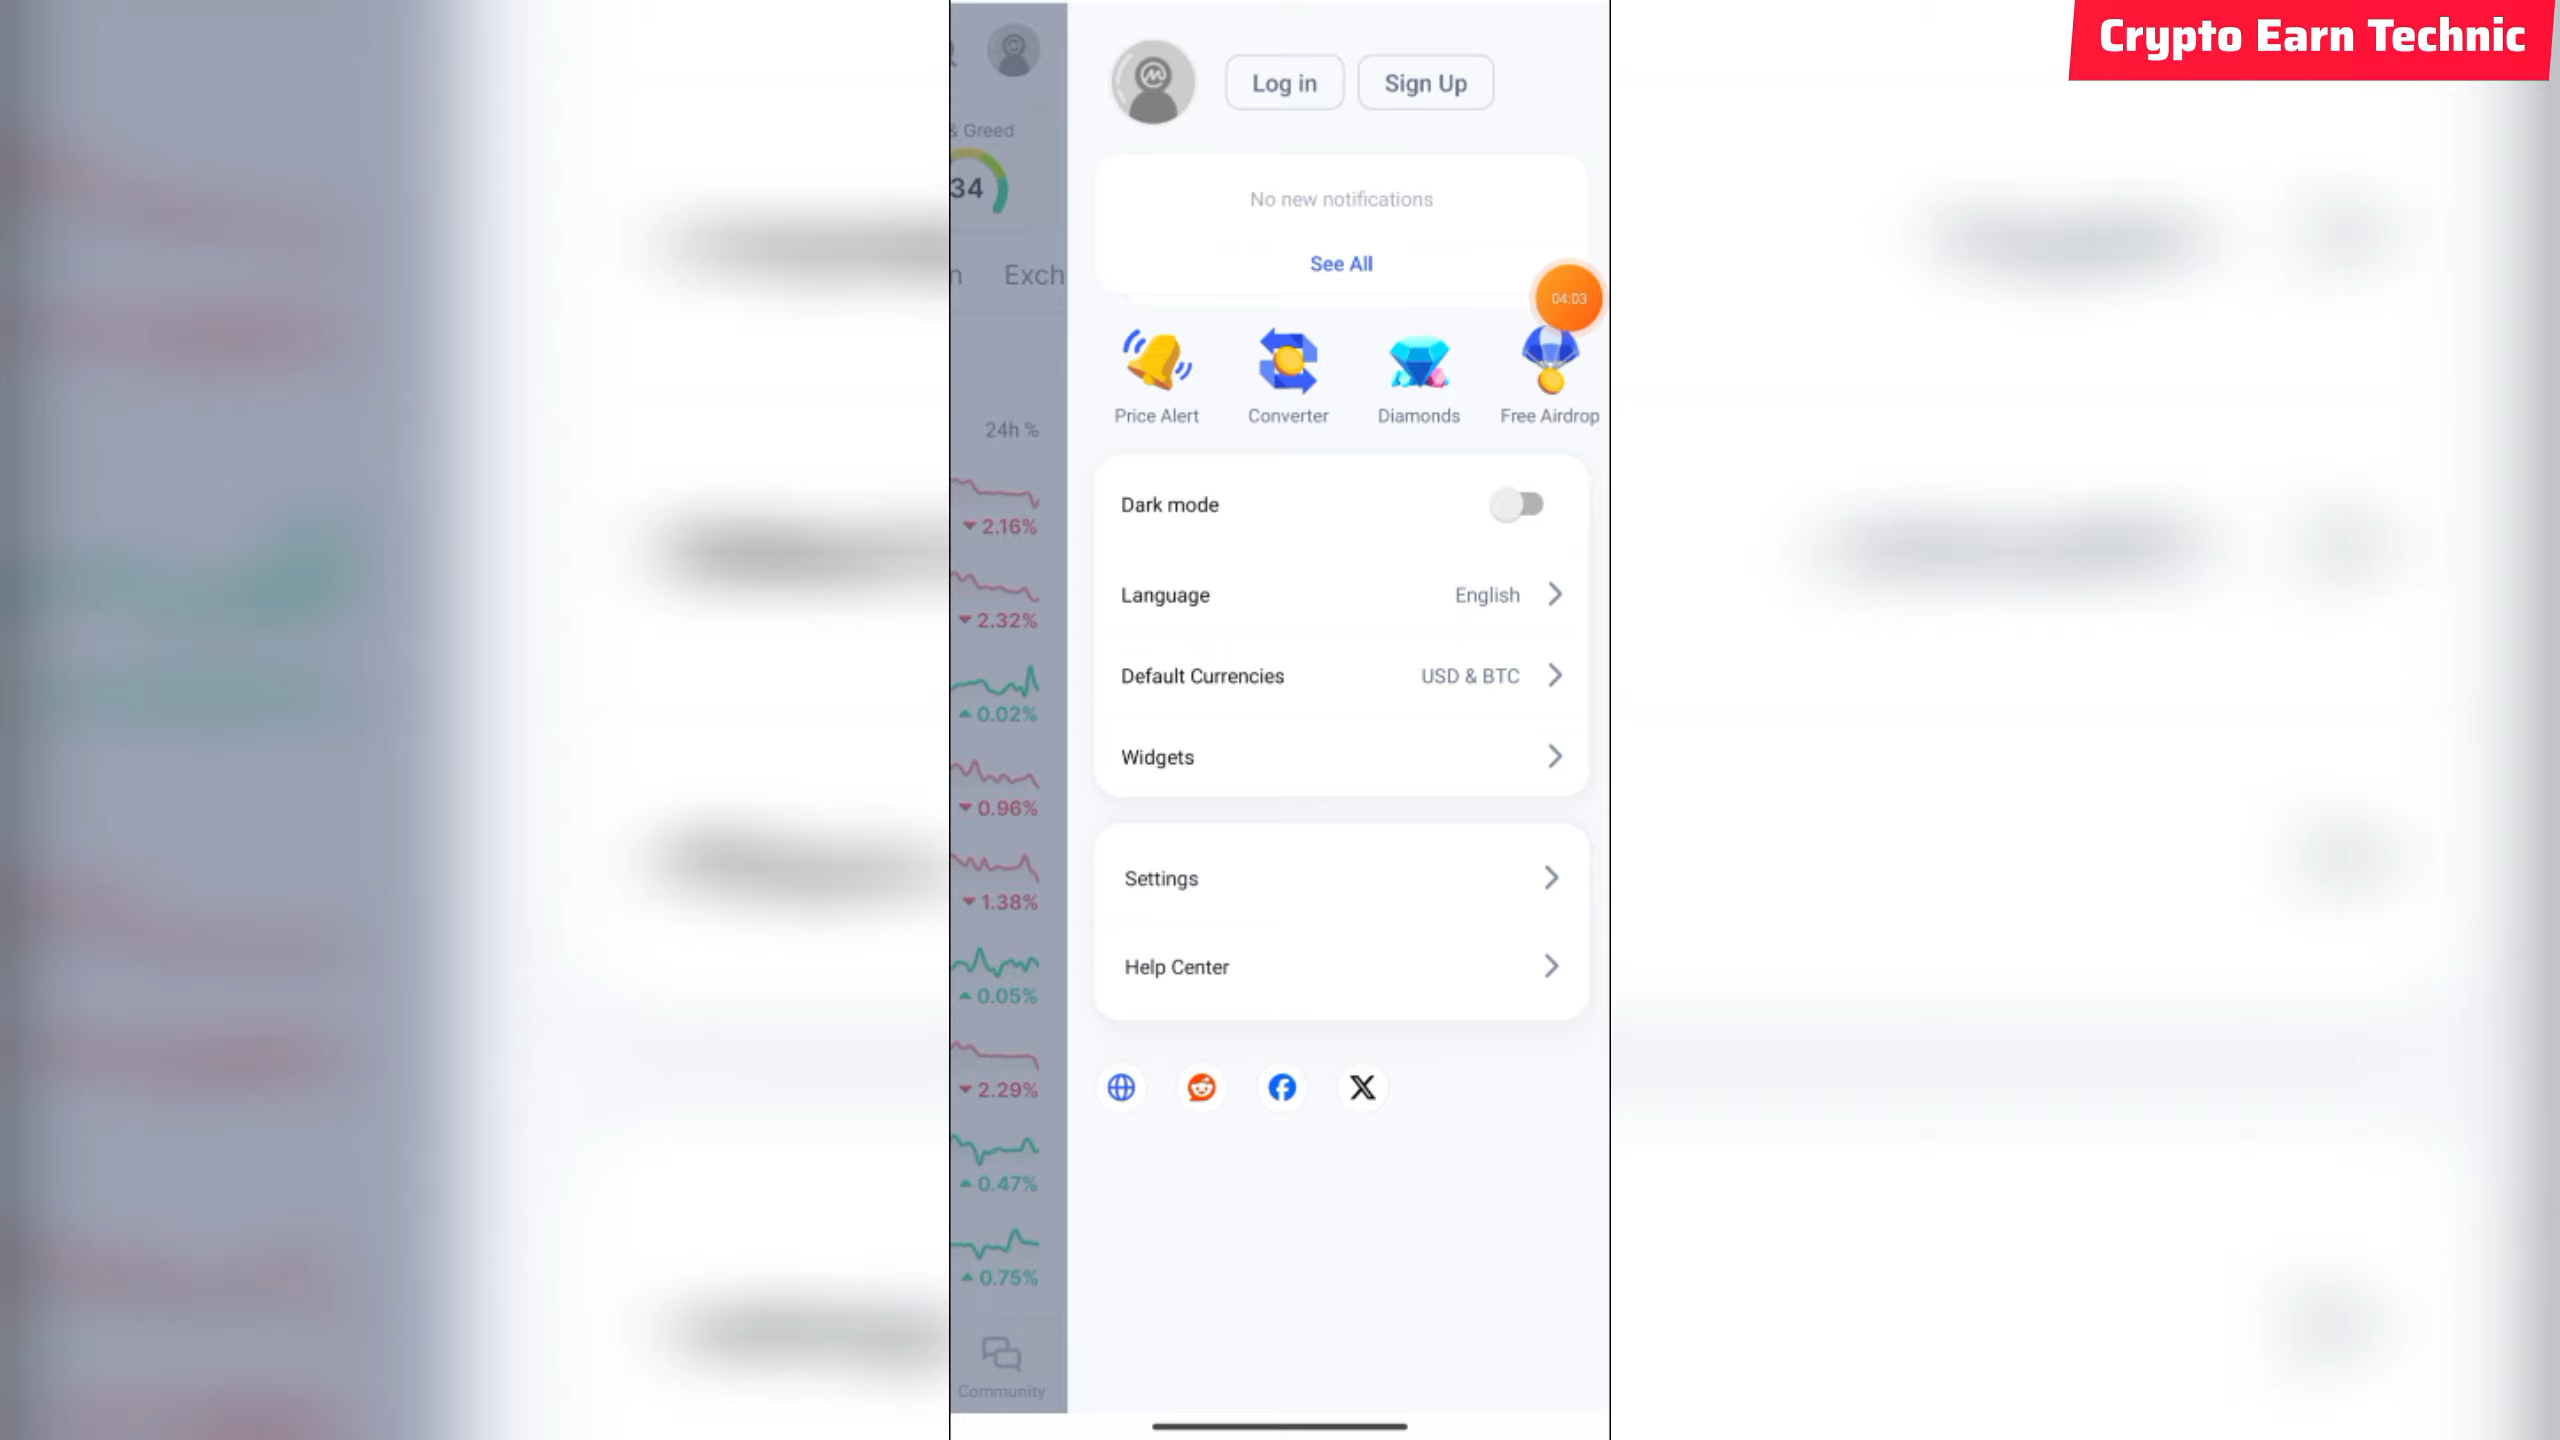 Crypto Earn Technic
Log in
Sign Up
& Greed
34
No new notifications
See All
Exch
04:03
Price Alert
Converter
Diamonds
Free Airdrop
24h %
Dark mode
2.16%
Language
English
2.32%
Default Currencies
USD & BTC
0.02%
Widgets
0.96%
Settings
1.38%
Help Center
0.05%
2.29%
0.47%
0.75%
Community